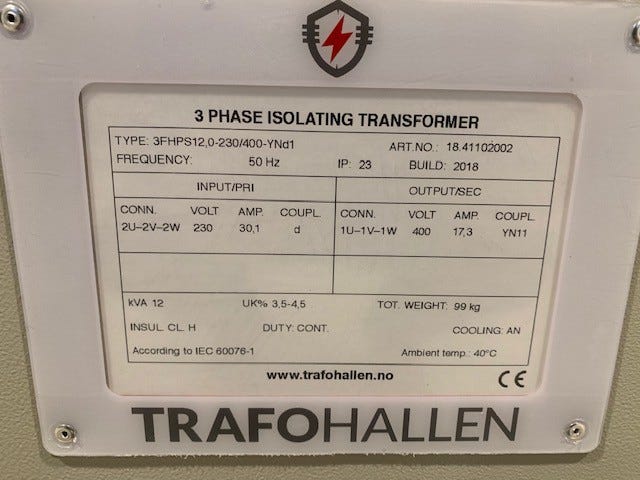 3 PHASE ISOLATING TRANSFORMER
TYPE: 3FHPS12,0-230/400-YNd1 ART.NO.: 18.41102002
FREQUENCY: 50 Hz IP: 23 BUILD: 2018
INPUT/PRI OUTPUT/SEC
CONN. VOLT AMP. COUPL. CONN. VOLT AMP. COUPL.
2U-2V-2W 230 30,1 d 1U-1V-1W 400 17,3 YN11
kVA 12 UK% 3,5-4,5 TOT. WEIGHT: 99 kg
INSUL. CL. H DUTY: CONT. COOLING: AN
According to IEC 60076-1 Ambient temp.: 40°C
www.trafohallen.no CE
TRAFOHALLEN